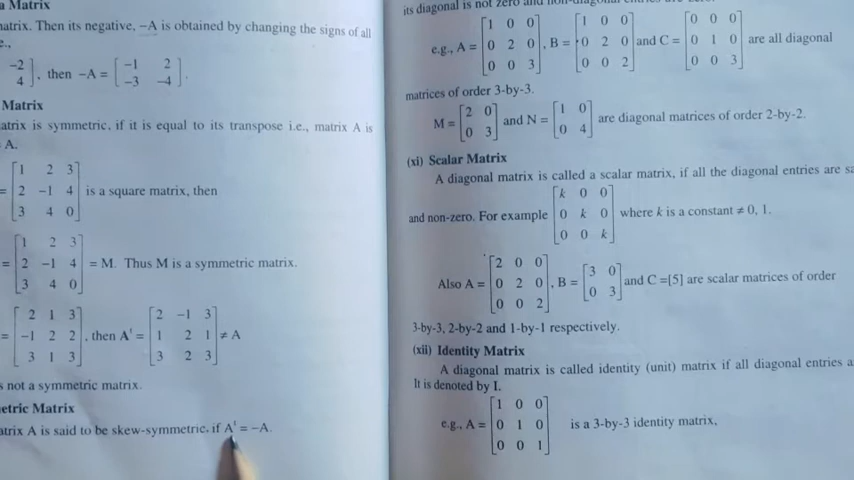 a Matrix
matrix. Then its negative, −A is obtained by changing the signs of all
−2
4 ], then −A = [ −1 2
−3 −4 ].
Matrix
atrix is symmetric, if it is equal to its transpose i.e., matrix A is
A.
= [ 1 2 3
2 −1 4
3 4 0 ] is a square matrix, then
= [ 1 2 3
2 −1 4
3 4 0 ] = M. Thus M is a symmetric matrix.
= [ 2 1 3
−1 2 2
3 1 3 ], then Aᵗ = [ 2 −1 3
1 2 1
3 2 3 ] ≠ A
s not a symmetric matrix.
etric Matrix
atrix A is said to be skew-symmetric, if Aᵗ = −A.
its diagonal is not zero and non-diagonal
e.g., A = [ 1 0 0
0 2 0
0 0 3 ], B = [ 1 0 0
0 2 0
0 0 2 ] and C = [ 0 0 0
0 1 0
0 0 3 ] are all diagonal
matrices of order 3-by-3.
M = [ 2 0
0 3 ] and N = [ 1 0
0 4 ] are diagonal matrices of order 2-by-2.
(xi) Scalar Matrix
A diagonal matrix is called a scalar matrix, if all the diagonal entries are sa
and non-zero. For example [ k 0 0
0 k 0
0 0 k ] where k is a constant ≠ 0, 1.
Also A = [ 2 0 0
0 2 0
0 0 2 ], B = [ 3 0
0 3 ] and C =[5] are scalar matrices of order
3-by-3, 2-by-2 and 1-by-1 respectively.
(xii) Identity Matrix
A diagonal matrix is called identity (unit) matrix if all diagonal entries a
It is denoted by I.
e.g., A = [ 1 0 0
0 1 0
0 0 1 ] is a 3-by-3 identity matrix,